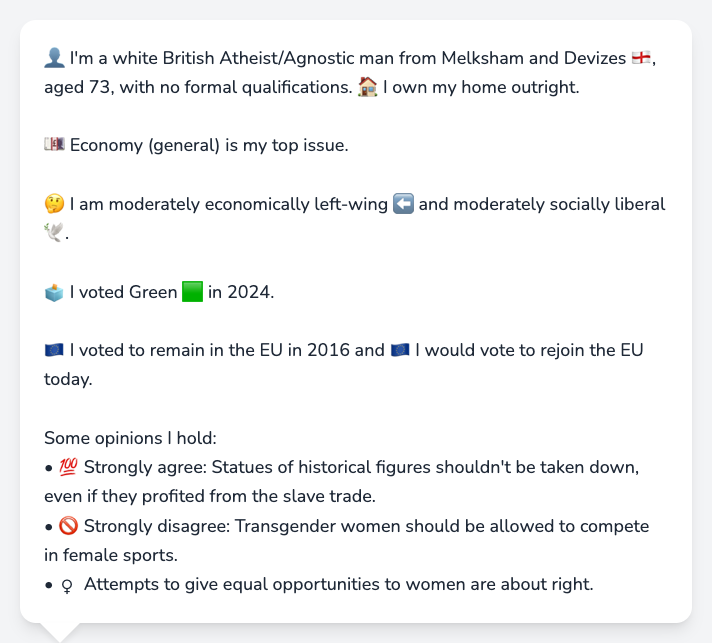 👤 I'm a white British Atheist/Agnostic man from Melksham and Devizes 🏴󠁧󠁢󠁥󠁮󠁧󠁿,
aged 73, with no formal qualifications. 🏠 I own my home outright.
💷 Economy (general) is my top issue.
🤔 I am moderately economically left-wing ⬅️ and moderately socially liberal
🕊️.
🗳️ I voted Green 🟩 in 2024.
🇪🇺 I voted to remain in the EU in 2016 and 🇪🇺 I would vote to rejoin the EU
today.
Some opinions I hold:
• 💯 Strongly agree: Statues of historical figures shouldn't be taken down,
even if they profited from the slave trade.
• 🚫 Strongly disagree: Transgender women should be allowed to compete
in female sports.
• ♀ Attempts to give equal opportunities to women are about right.